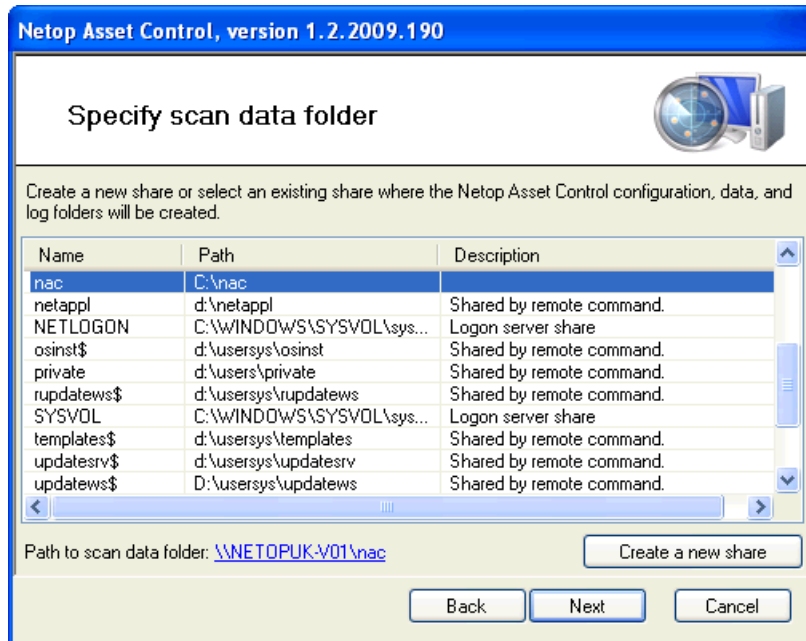 Netop Asset Control, version 1.2.2009.190
Specify scan data folder
Create a new share or select an existing share where the Netop Asset Control configuration, data, and
log folders will be created.
Name Path Description
nac C:\nac
netappl d:\netappl Shared by remote command.
NETLOGON C:\WINDOWS\SYSVOL\sys... Logon server share
osinst$ d:\usersys\osinst Shared by remote command.
private d:\users\private Shared by remote command.
rupdatews$ d:\usersys\rupdatews Shared by remote command.
SYSVOL C:\WINDOWS\SYSVOL\sys... Logon server share
templates$ d:\usersys\templates Shared by remote command.
updatesrv$ d:\usersys\updatesrv Shared by remote command.
updatews$ D:\usersys\updatews Shared by remote command.
Path to scan data folder: \\NETOPUK-V01\nac Create a new share
Back Next Cancel